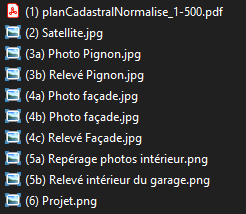 (1) planCadastralNormalise_1-500.pdf
(2) Satellite.jpg
(3a) Photo Pignon.jpg
(3b) Relevé Pignon.jpg
(4a) Photo façade.jpg
(4b) Photo façade.jpg
(4c) Relevé Façade.jpg
(5a) Repérage photos intérieur.png
(5b) Relevé intérieur du garage.png
(6) Projet.png